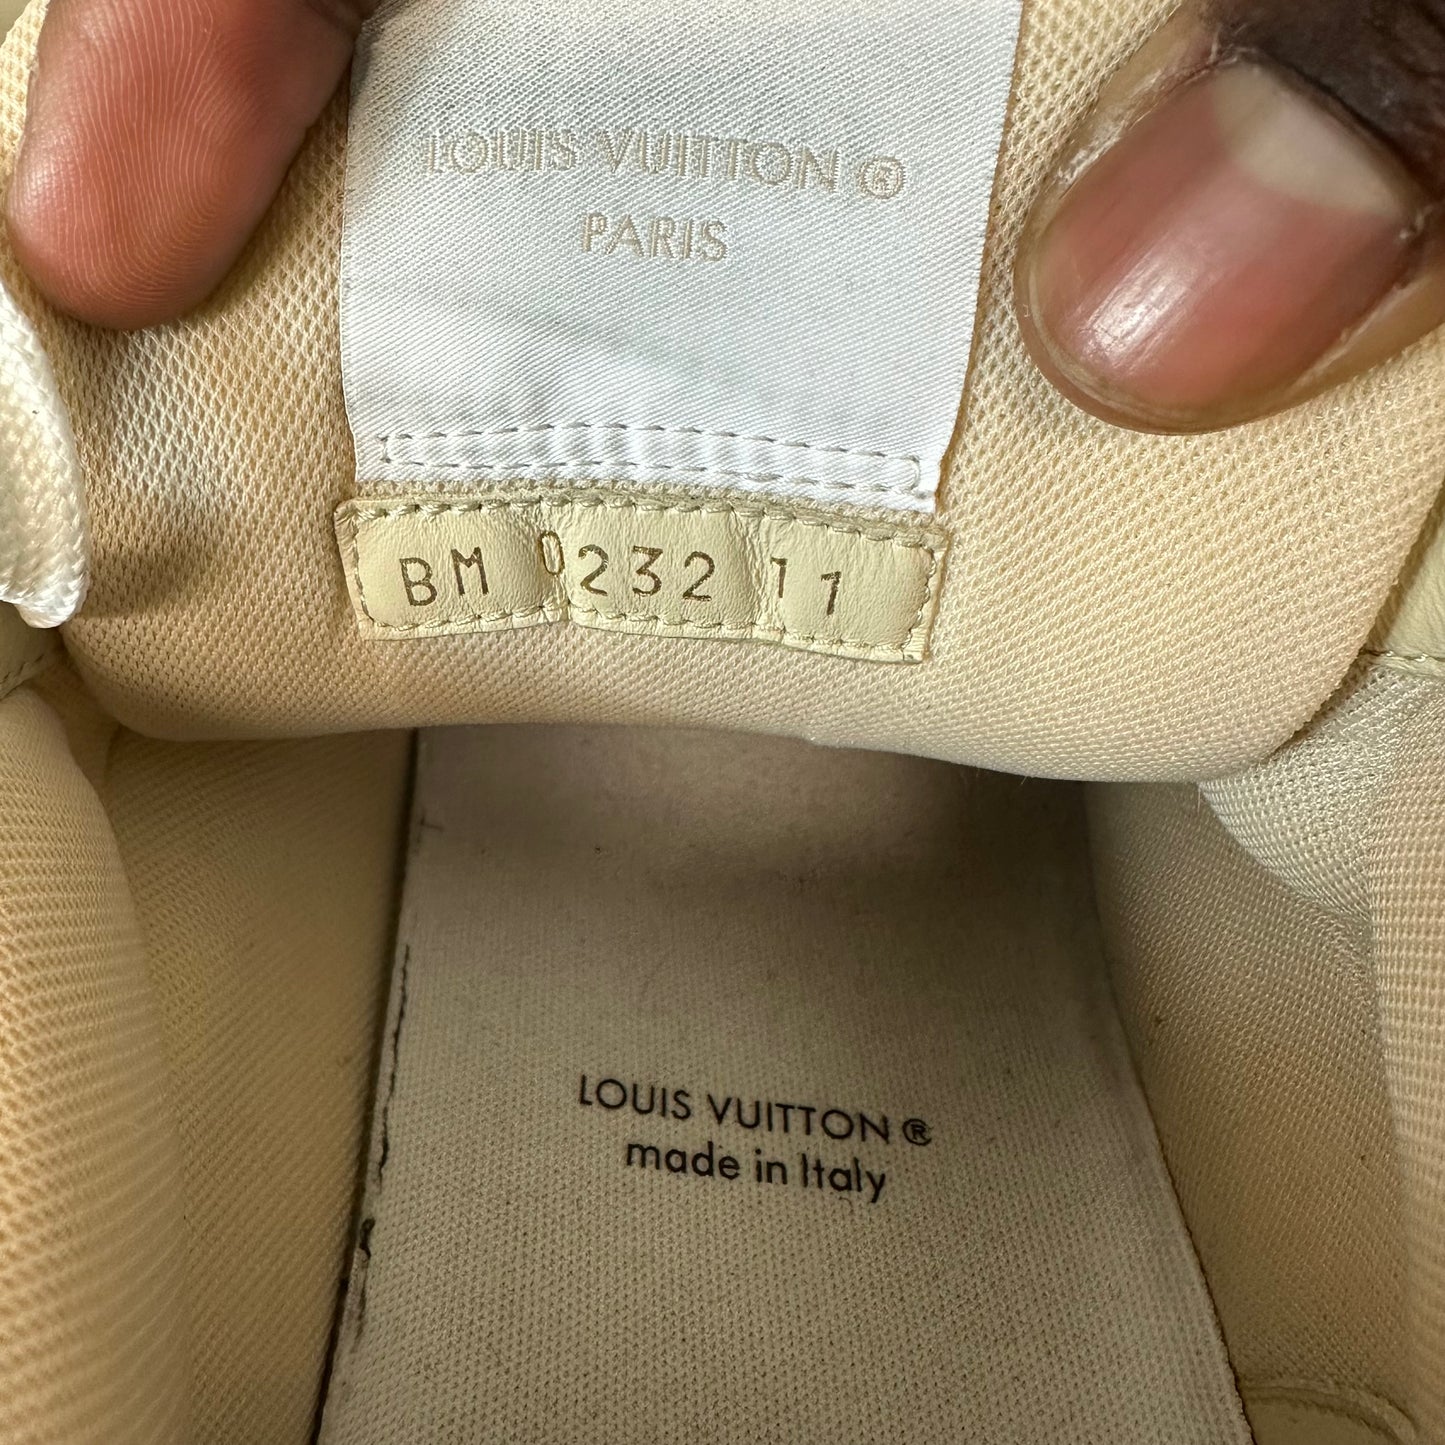 LOUIS VUITTON ®
PARIS
BM 0232 11
LOUIS VUITTON ®
made in Italy